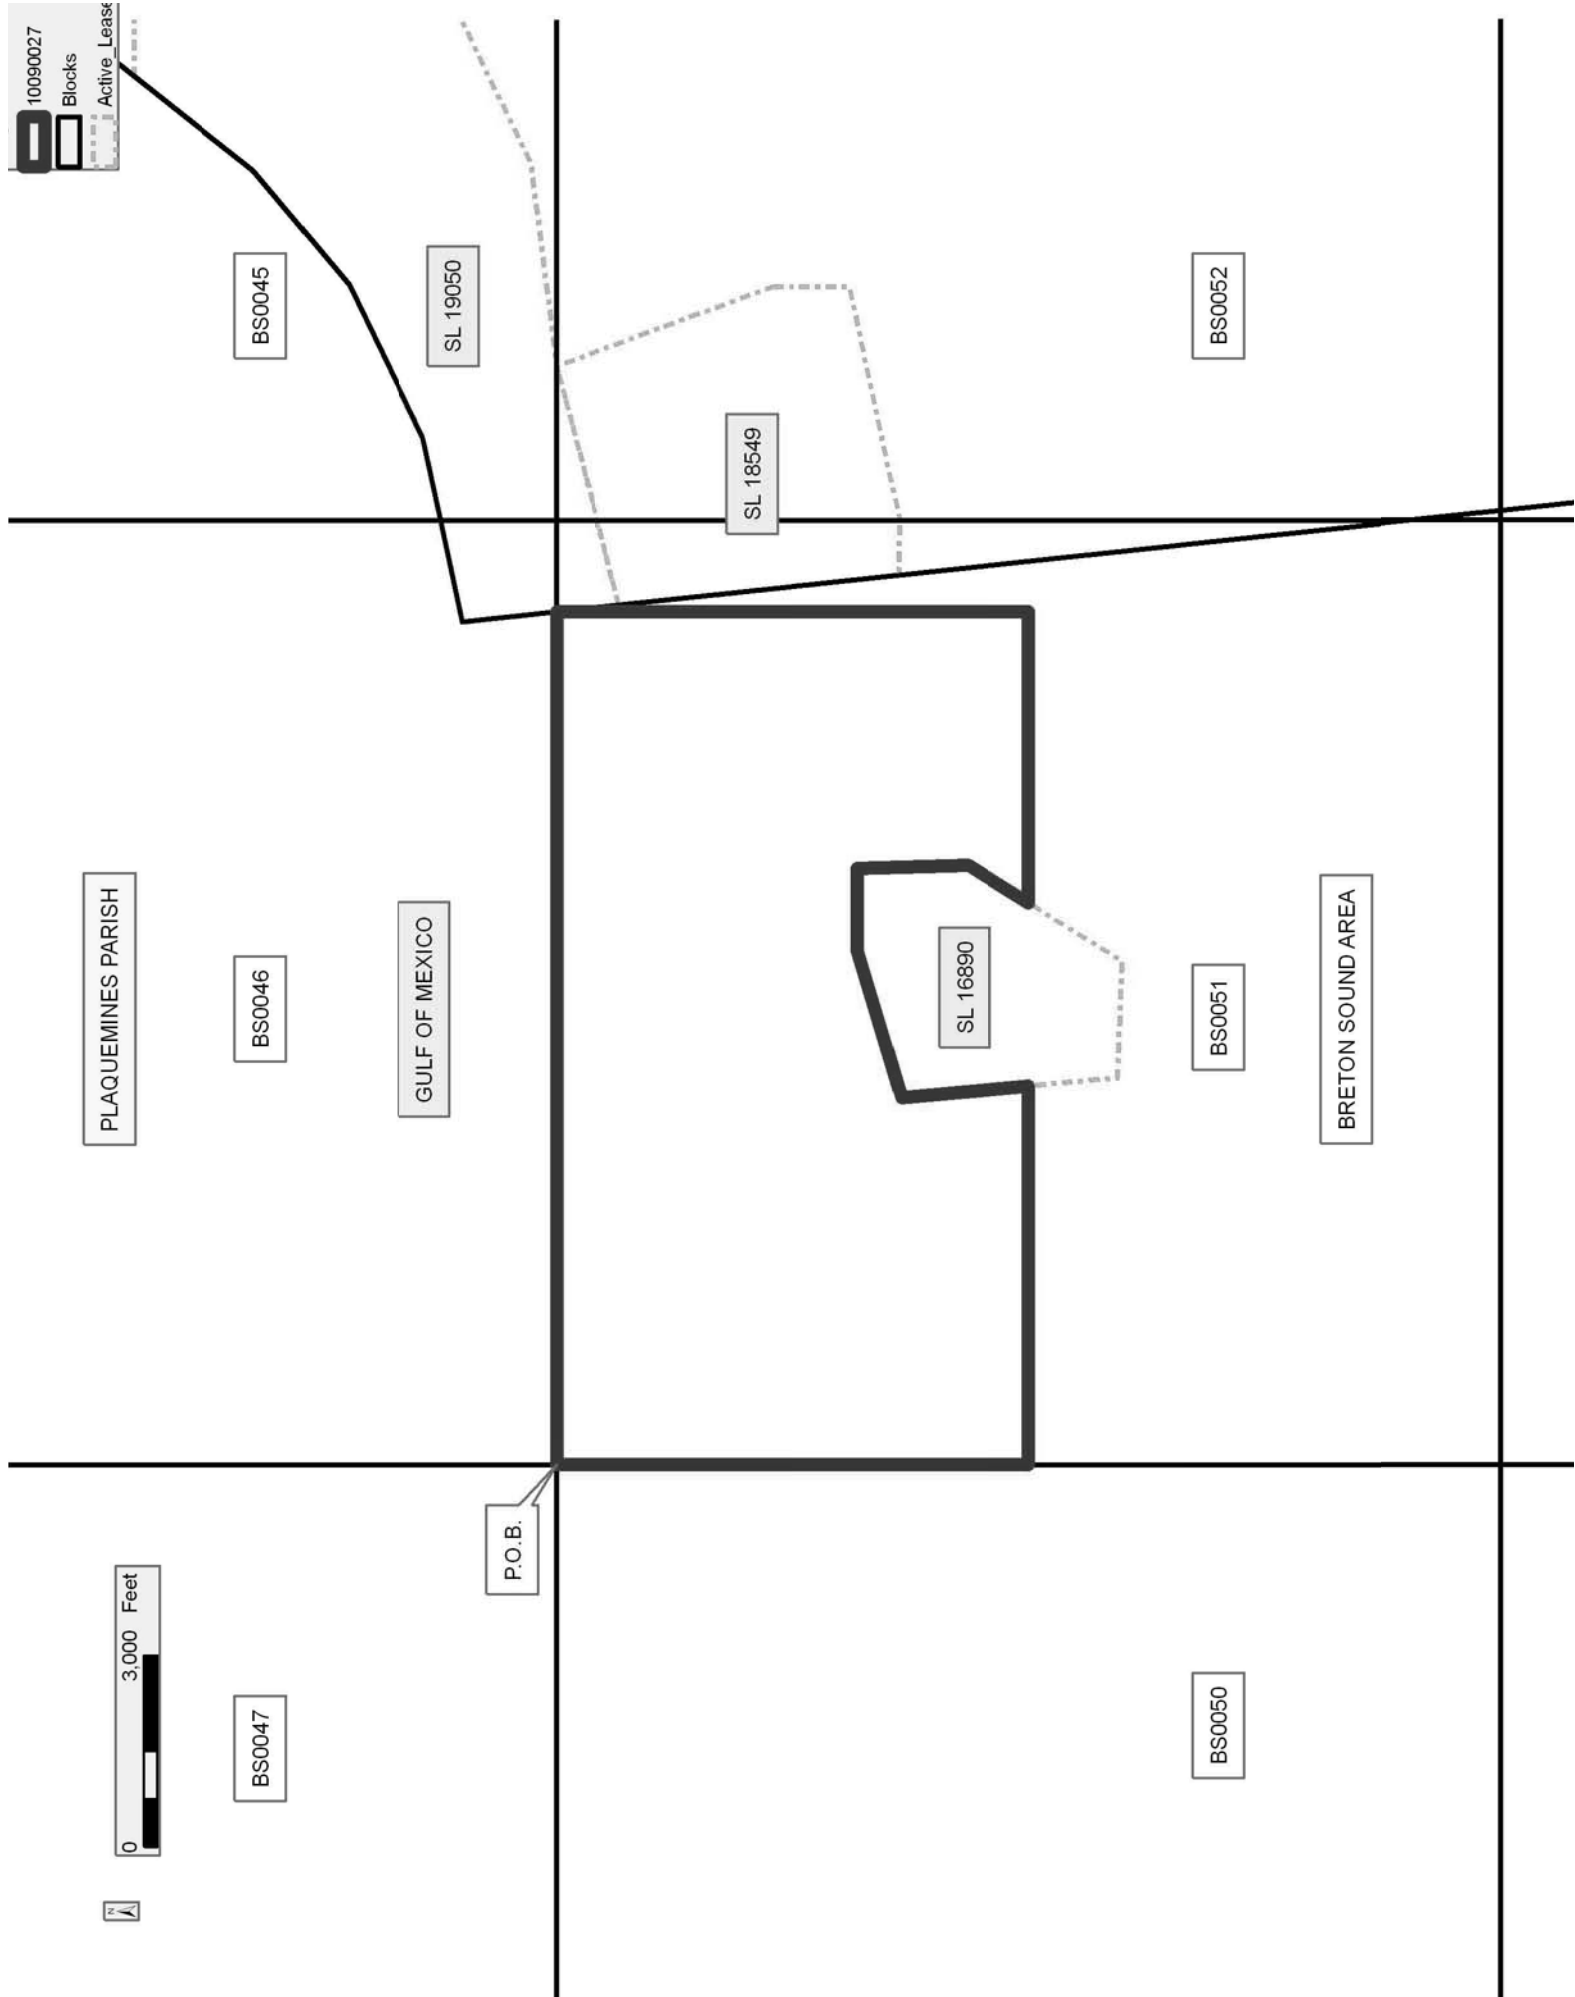 N
0 3,000 Feet
PLAQUEMINES PARISH
10090027
Blocks
Active_Lease
BS0047
BS0046
BS0045
GULF OF MEXICO
SL 19050
P.O.B.
SL 18549
SL 16890
BS0050
BS0051
BS0052
BRETON SOUND AREA